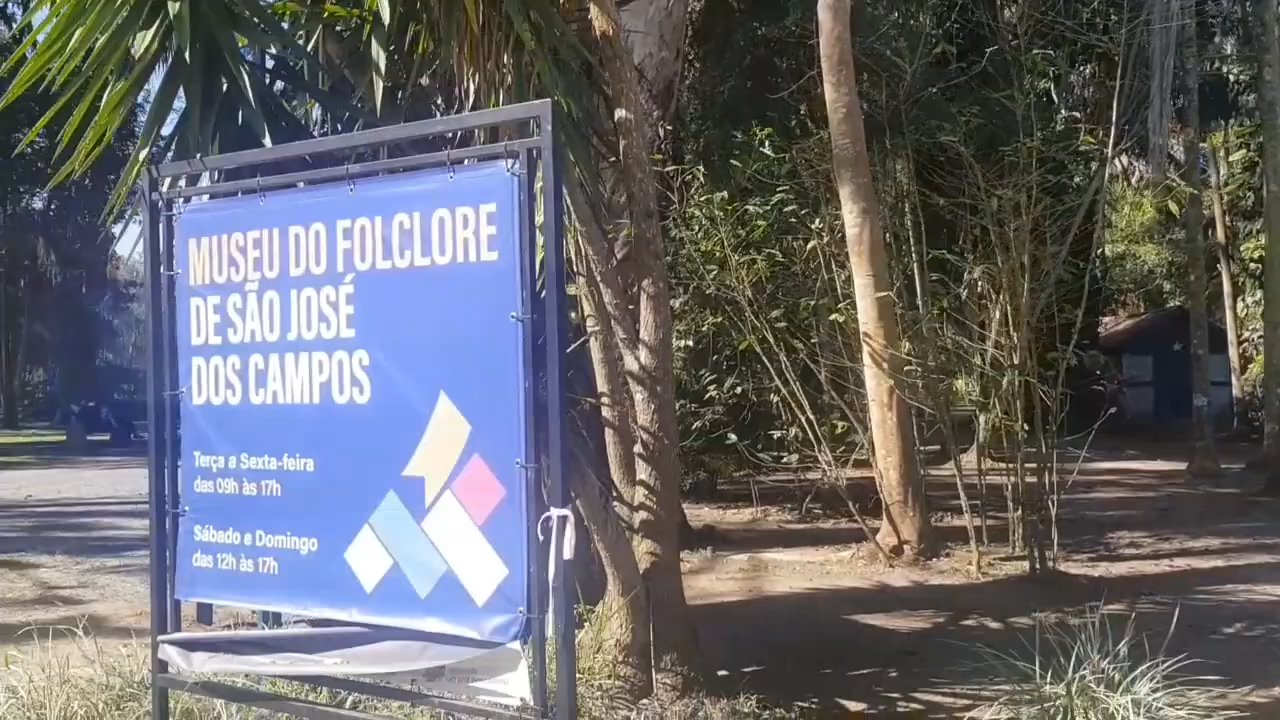 MUSEU DO FOLCLORE
DE SÃO JOSÉ
DOS CAMPOS
Terça a Sexta-feira
das 09h às 17h
Sábado e Domingo
das 12h às 17h